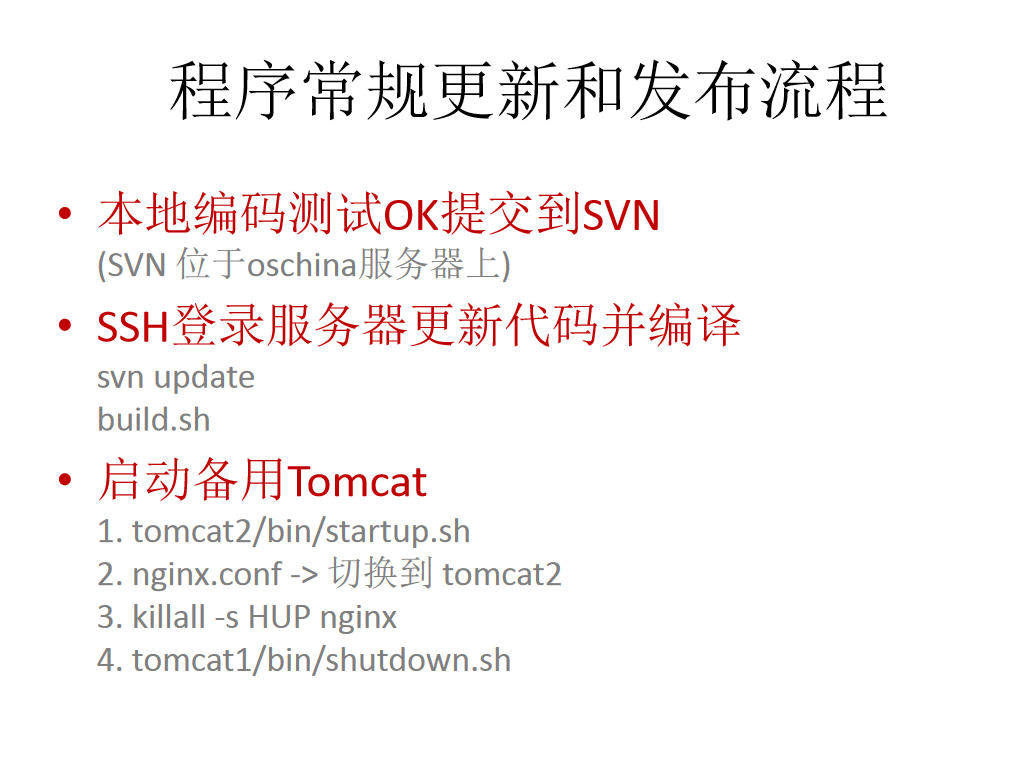 程序常规更新和发布流程
• 本地编码测试OK提交到SVN
(SVN 位于oschina服务器上)
• SSH登录服务器更新代码并编译
svn update
build.sh
• 启动备用Tomcat
1. tomcat2/bin/startup.sh
2. nginx.conf -> 切换到 tomcat2
3. killall -s HUP nginx
4. tomcat1/bin/shutdown.sh